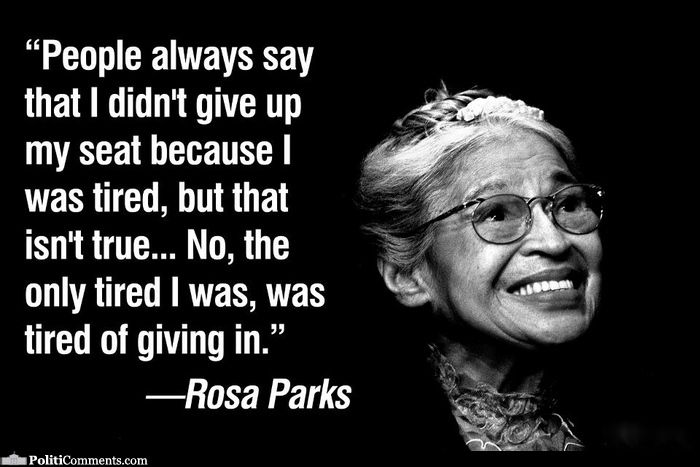 “People always say
that I didn't give up
my seat because I
was tired, but that
isn't true... No, the
only tired I was, was
tired of giving in.”
—Rosa Parks
PolitiComments.com